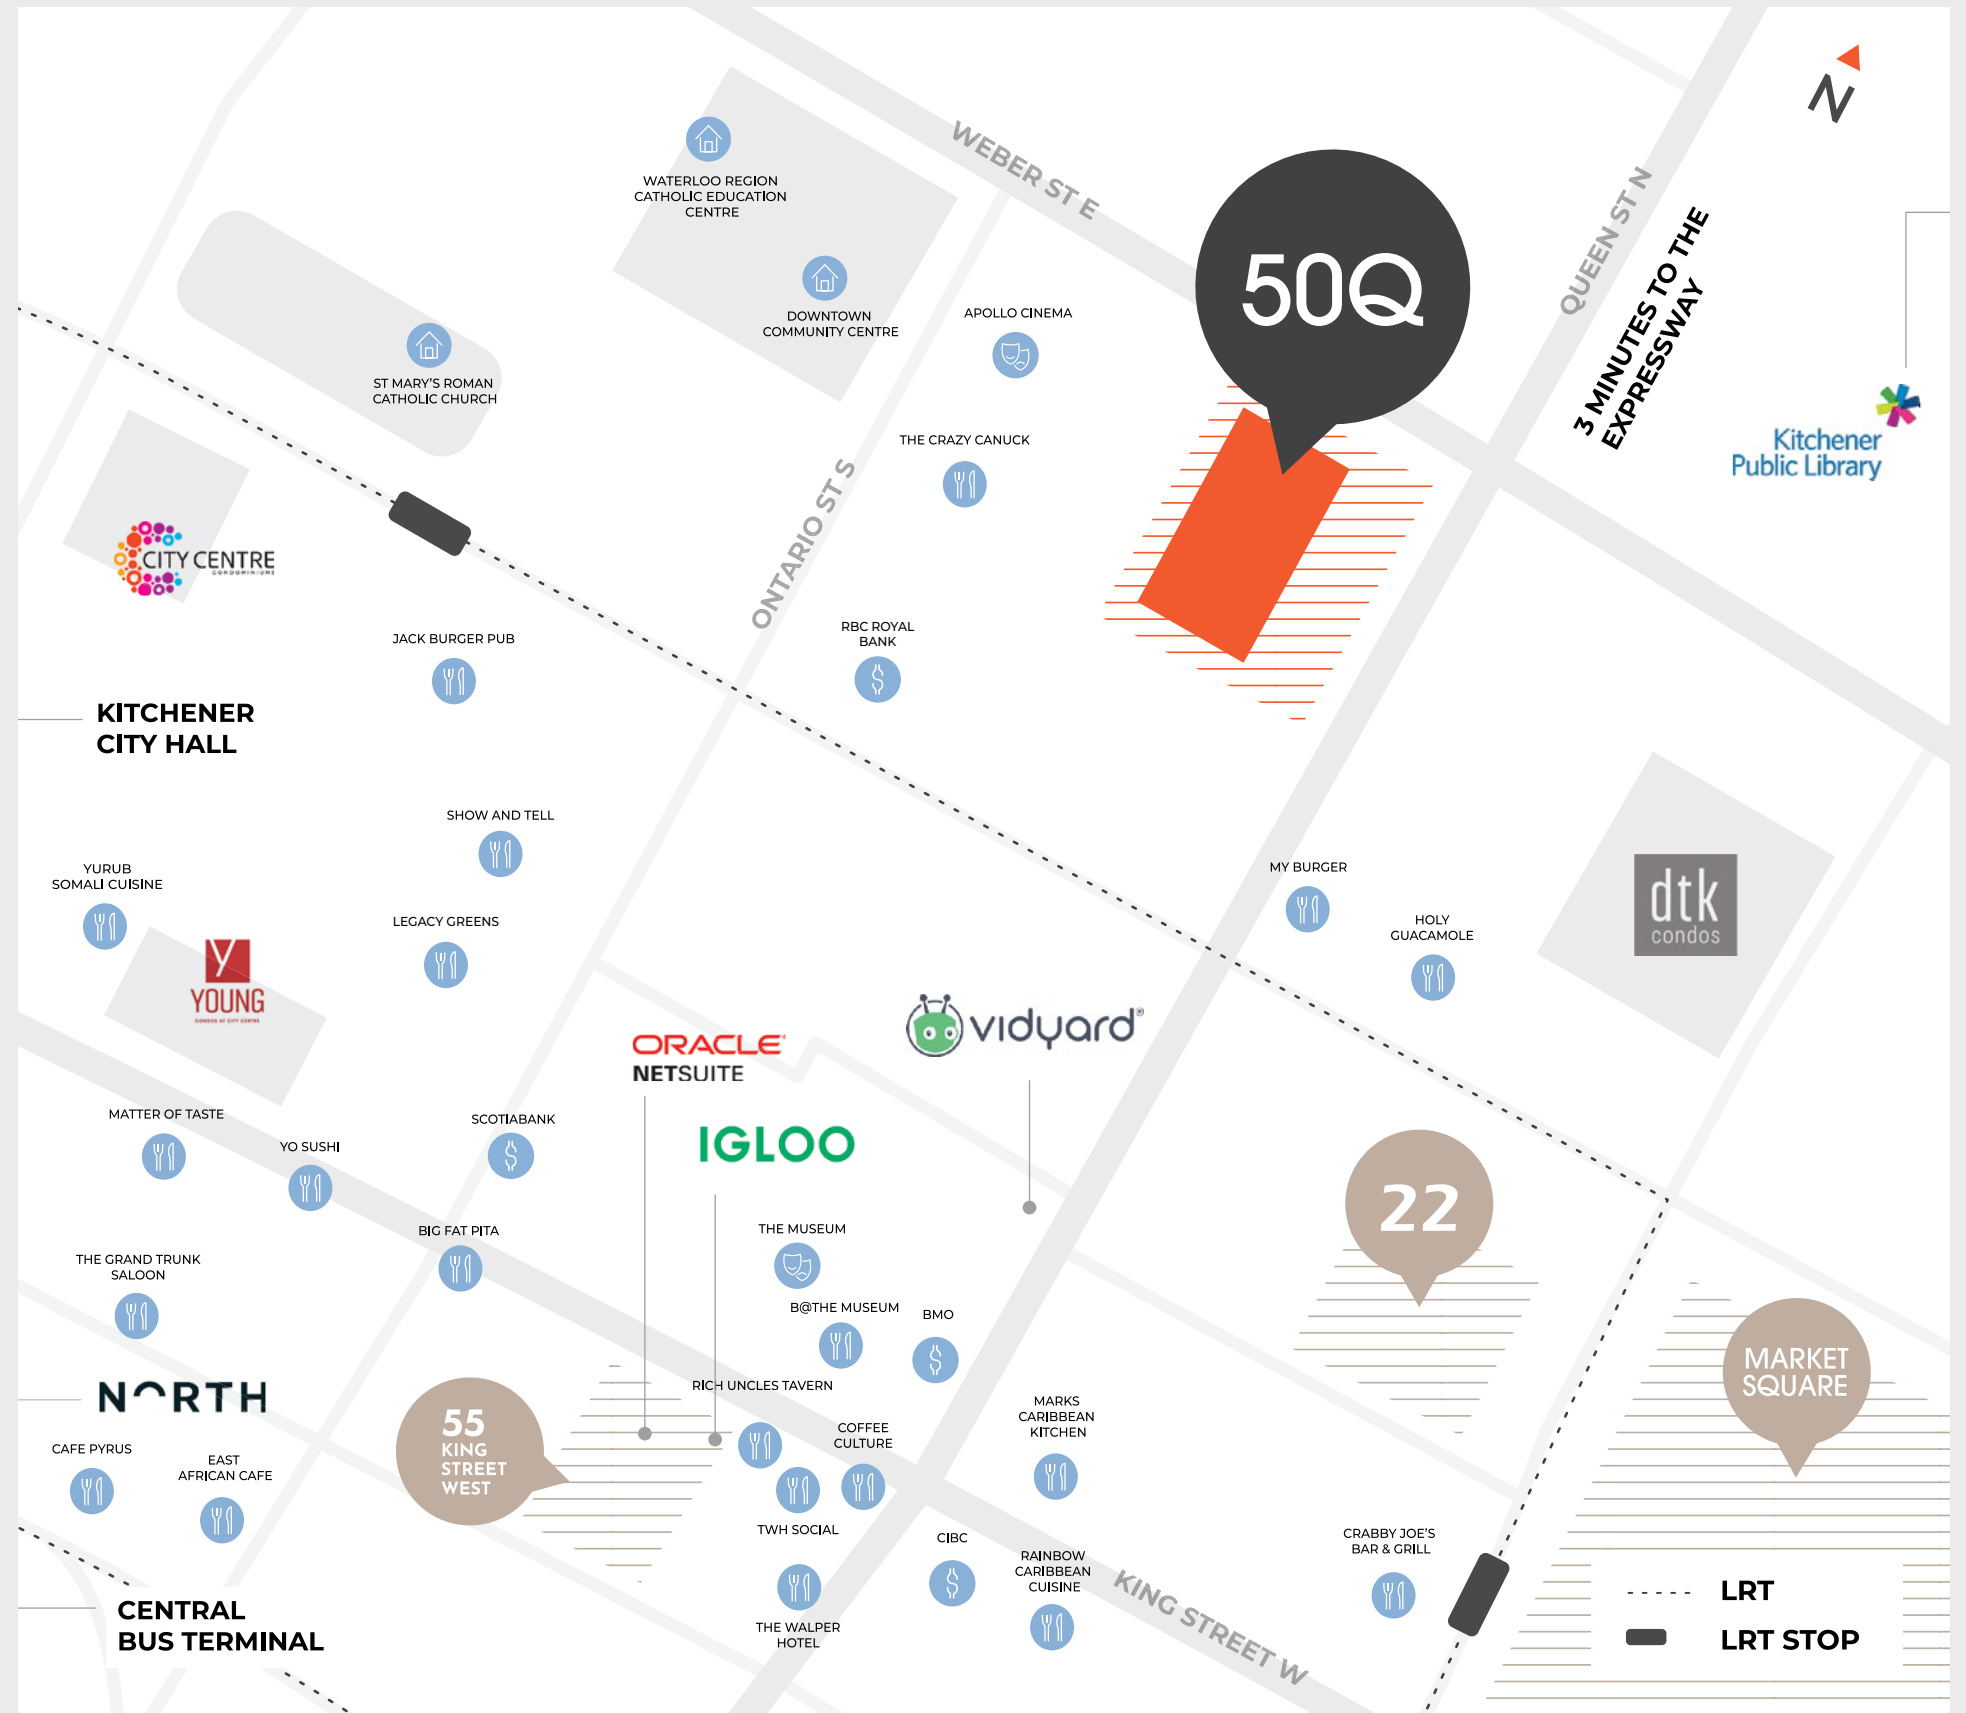 N
WEBER ST E
QUEEN ST N
3 MINUTES TO THE
EXPRESSWAY
WATERLOO REGION
CATHOLIC EDUCATION
CENTRE
50Q
DOWNTOWN
COMMUNITY CENTRE
APOLLO CINEMA
ST MARY'S ROMAN
CATHOLIC CHURCH
THE CRAZY CANUCK
Kitchener
Public Library
ONTARIO ST S
CITY CENTRE
CONDOMINIUMS
JACK BURGER PUB
RBC ROYAL
BANK
KITCHENER
CITY HALL
SHOW AND TELL
YURUB
SOMALI CUISINE
MY BURGER
HOLY
GUACAMOLE
dtk
condos
LEGACY GREENS
Y
YOUNG
CONDOS AT CITY CENTRE
ORACLE
NETSUITE
vidyard
MATTER OF TASTE
YO SUSHI
SCOTIABANK
IGLOO
22
BIG FAT PITA
THE MUSEUM
THE GRAND TRUNK
SALOON
B@THE MUSEUM
BMO
MARKET
SQUARE
NORTH
RICH UNCLES TAVERN
55
KING
STREET
WEST
COFFEE
CULTURE
MARKS
CARIBBEAN
KITCHEN
CAFE PYRUS
EAST
AFRICAN CAFE
TWH SOCIAL
CIBC
RAINBOW
CARIBBEAN
CUISINE
CRABBY JOE'S
BAR & GRILL
KING STREET W
CENTRAL
BUS TERMINAL
THE WALPER
HOTEL
LRT
LRT STOP